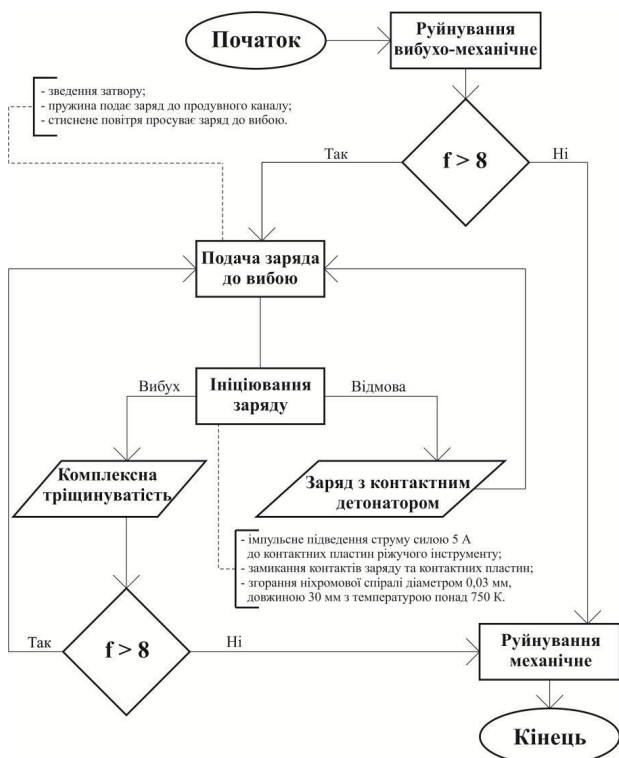 Початок
Руйнування
вибухо-механічне
- зведення затвору;
- пружина подає заряд до продувного каналу;
- стиснене повітря просуває заряд до вибою.
f > 8
Так
Ні
Подача заряда
до вибою
Ініціювання
заряду
Вибух
Відмова
Комплексна
тріщинуватість
Заряд з контактним
детонатором
- імпульсне підведення струму силою 5 А
до контактних пластин ріжучого інструменту;
- замикання контактів заряду та контактних пластин;
- згорання ніхромової спіралі діаметром 0,03 мм,
довжиною 30 мм з температурою понад 750 К.
f > 8
Так
Ні
Руйнування
механічне
Кінець